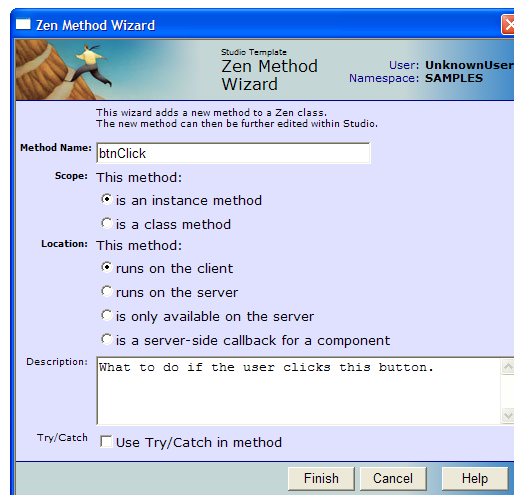 Zen Method Wizard
Studio Template
Zen Method
Wizard
User: UnknownUser
Namespace: SAMPLES
This wizard adds a new method to a Zen class.
The new method can then be further edited within Studio.
Method Name: btnClick
Scope: This method:
is an instance method
is a class method
Location: This method:
runs on the client
runs on the server
is only available on the server
is a server-side callback for a component
Description: What to do if the user clicks this button.
Try/Catch Use Try/Catch in method
Finish Cancel Help